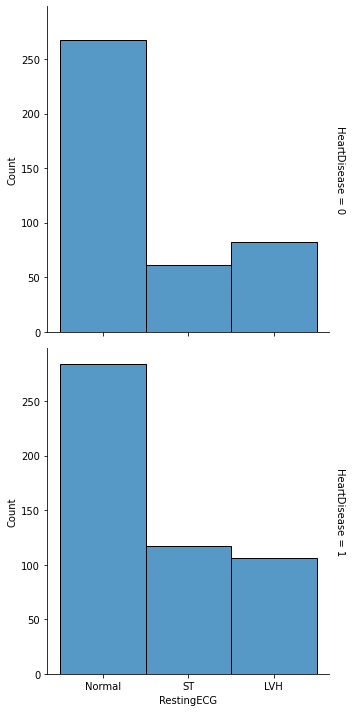 250
200
150
100
50
0
Count
HeartDisease = 0
250
200
150
100
50
0
Count
HeartDisease = 1
Normal ST LVH
RestingECG